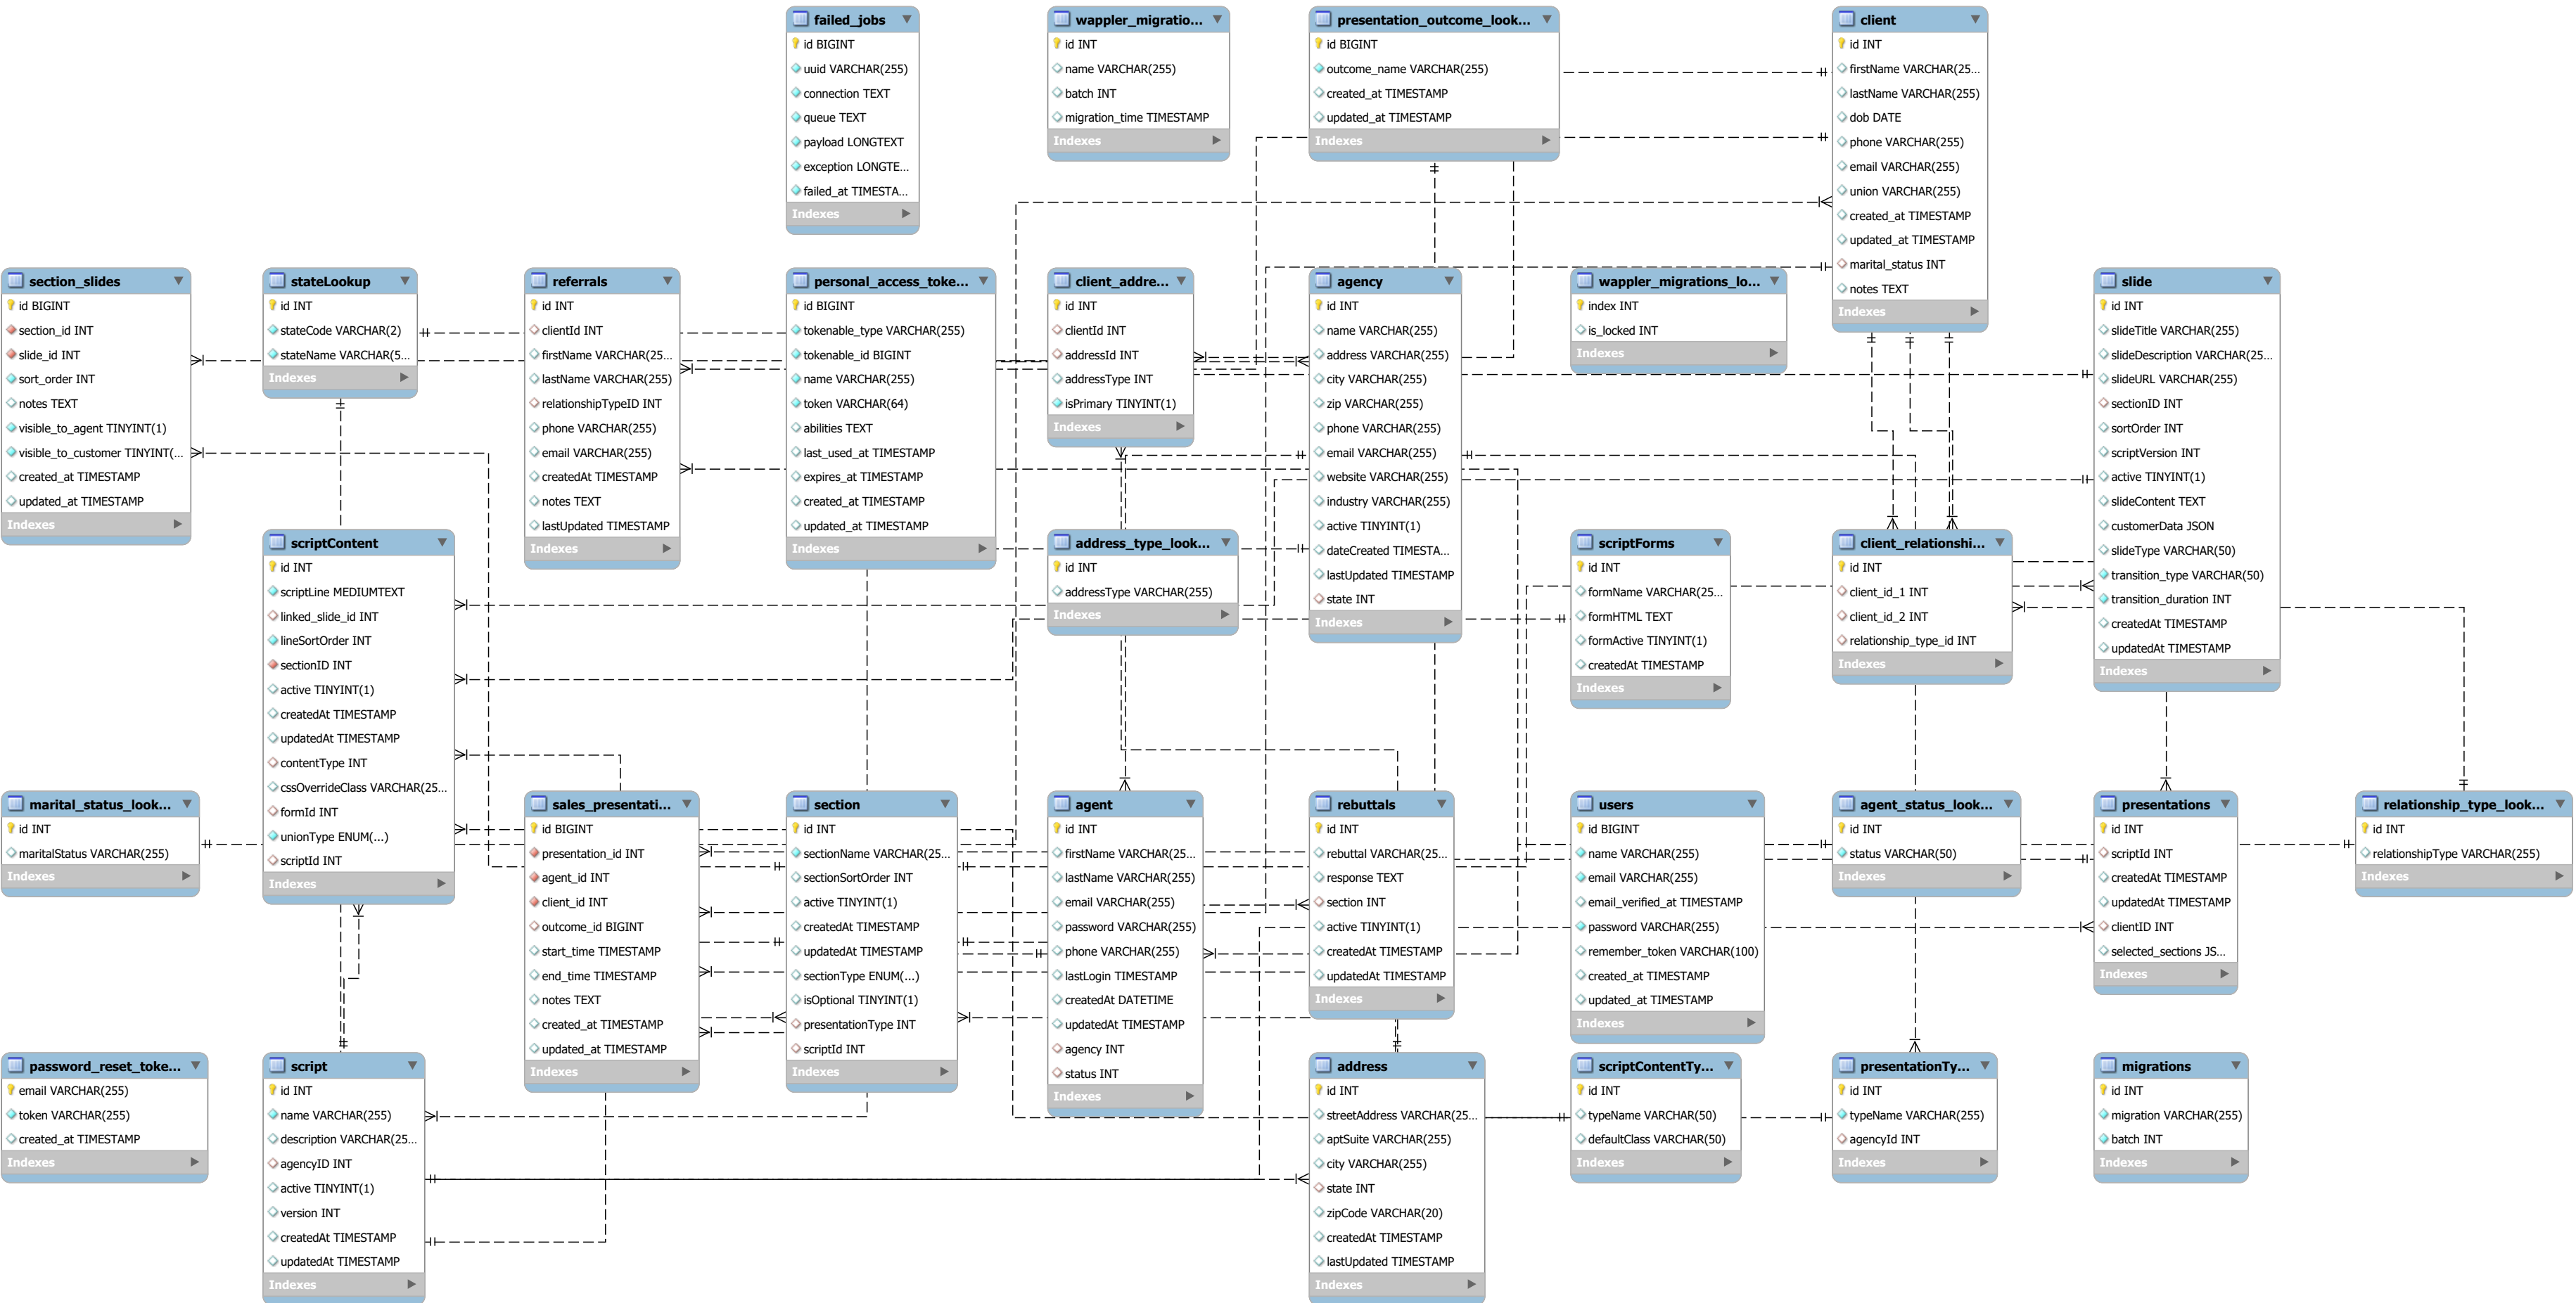 failed_jobs
id BIGINT
uuid VARCHAR(255)
connection TEXT
queue TEXT
payload LONGTEXT
exception LONGTE...
failed_at TIMESTA...
Indexes
wappler_migratio...
id INT
name VARCHAR(255)
batch INT
migration_time TIMESTAMP
Indexes
presentation_outcome_look...
id BIGINT
outcome_name VARCHAR(255)
created_at TIMESTAMP
updated_at TIMESTAMP
Indexes
client
id INT
firstName VARCHAR(25...
lastName VARCHAR(255)
dob DATE
phone VARCHAR(255)
email VARCHAR(255)
union VARCHAR(255)
created_at TIMESTAMP
updated_at TIMESTAMP
marital_status INT
notes TEXT
Indexes
section_slides
id BIGINT
section_id INT
slide_id INT
sort_order INT
notes TEXT
visible_to_agent TINYINT(1)
visible_to_customer TINYINT(...
created_at TIMESTAMP
updated_at TIMESTAMP
Indexes
stateLookup
id INT
stateCode VARCHAR(2)
stateName VARCHAR(5...
Indexes
referrals
id INT
clientId INT
firstName VARCHAR(25...
lastName VARCHAR(255)
relationshipTypeID INT
phone VARCHAR(255)
email VARCHAR(255)
createdAt TIMESTAMP
notes TEXT
lastUpdated TIMESTAMP
Indexes
personal_access_toke...
id BIGINT
tokenable_type VARCHAR(255)
tokenable_id BIGINT
name VARCHAR(255)
token VARCHAR(64)
abilities TEXT
last_used_at TIMESTAMP
expires_at TIMESTAMP
created_at TIMESTAMP
updated_at TIMESTAMP
Indexes
client_addre...
id INT
clientId INT
addressId INT
addressType INT
isPrimary TINYINT(1)
Indexes
agency
id INT
name VARCHAR(255)
address VARCHAR(255)
city VARCHAR(255)
zip VARCHAR(255)
phone VARCHAR(255)
email VARCHAR(255)
website VARCHAR(255)
industry VARCHAR(255)
active TINYINT(1)
dateCreated TIMESTA...
lastUpdated TIMESTAMP
state INT
Indexes
wappler_migrations_lo...
index INT
is_locked INT
Indexes
slide
id INT
slideTitle VARCHAR(255)
slideDescription VARCHAR(25...
slideURL VARCHAR(255)
sectionID INT
sortOrder INT
scriptVersion INT
active TINYINT(1)
slideContent TEXT
customerData JSON
slideType VARCHAR(50)
transition_type VARCHAR(50)
transition_duration INT
createdAt TIMESTAMP
updatedAt TIMESTAMP
Indexes
scriptContent
id INT
scriptLine MEDIUMTEXT
linked_slide_id INT
lineSortOrder INT
sectionID INT
active TINYINT(1)
createdAt TIMESTAMP
updatedAt TIMESTAMP
contentType INT
cssOverrideClass VARCHAR(25...
formId INT
unionType ENUM(...)
scriptId INT
Indexes
address_type_look...
id INT
addressType VARCHAR(255)
Indexes
scriptForms
id INT
formName VARCHAR(25...
formHTML TEXT
formActive TINYINT(1)
createdAt TIMESTAMP
Indexes
client_relationshi...
id INT
client_id_1 INT
client_id_2 INT
relationship_type_id INT
Indexes
marital_status_look...
id INT
maritalStatus VARCHAR(255)
Indexes
sales_presentati...
id BIGINT
presentation_id INT
agent_id INT
client_id INT
outcome_id BIGINT
start_time TIMESTAMP
end_time TIMESTAMP
notes TEXT
created_at TIMESTAMP
updated_at TIMESTAMP
Indexes
section
id INT
sectionName VARCHAR(25...
sectionSortOrder INT
active TINYINT(1)
createdAt TIMESTAMP
updatedAt TIMESTAMP
sectionType ENUM(...)
isOptional TINYINT(1)
presentationType INT
scriptId INT
Indexes
agent
id INT
firstName VARCHAR(25...
lastName VARCHAR(255)
email VARCHAR(255)
password VARCHAR(255)
phone VARCHAR(255)
lastLogin TIMESTAMP
createdAt DATETIME
updatedAt TIMESTAMP
agency INT
status INT
Indexes
rebuttals
id INT
rebuttal VARCHAR(25...
response TEXT
section INT
active TINYINT(1)
createdAt TIMESTAMP
updatedAt TIMESTAMP
Indexes
users
id BIGINT
name VARCHAR(255)
email VARCHAR(255)
email_verified_at TIMESTAMP
password VARCHAR(255)
remember_token VARCHAR(100)
created_at TIMESTAMP
updated_at TIMESTAMP
Indexes
agent_status_look...
id INT
status VARCHAR(50)
Indexes
presentations
id INT
scriptId INT
createdAt TIMESTAMP
updatedAt TIMESTAMP
clientID INT
selected_sections JS...
Indexes
relationship_type_look...
id INT
relationshipType VARCHAR(255)
Indexes
password_reset_toke...
email VARCHAR(255)
token VARCHAR(255)
created_at TIMESTAMP
Indexes
script
id INT
name VARCHAR(255)
description VARCHAR(25...
agencyID INT
active TINYINT(1)
version INT
createdAt TIMESTAMP
updatedAt TIMESTAMP
Indexes
address
id INT
streetAddress VARCHAR(25...
aptSuite VARCHAR(255)
city VARCHAR(255)
state INT
zipCode VARCHAR(20)
createdAt TIMESTAMP
lastUpdated TIMESTAMP
Indexes
scriptContentTy...
id INT
typeName VARCHAR(50)
defaultClass VARCHAR(50)
Indexes
presentationTy...
id INT
typeName VARCHAR(255)
agencyId INT
Indexes
migrations
id INT
migration VARCHAR(255)
batch INT
Indexes